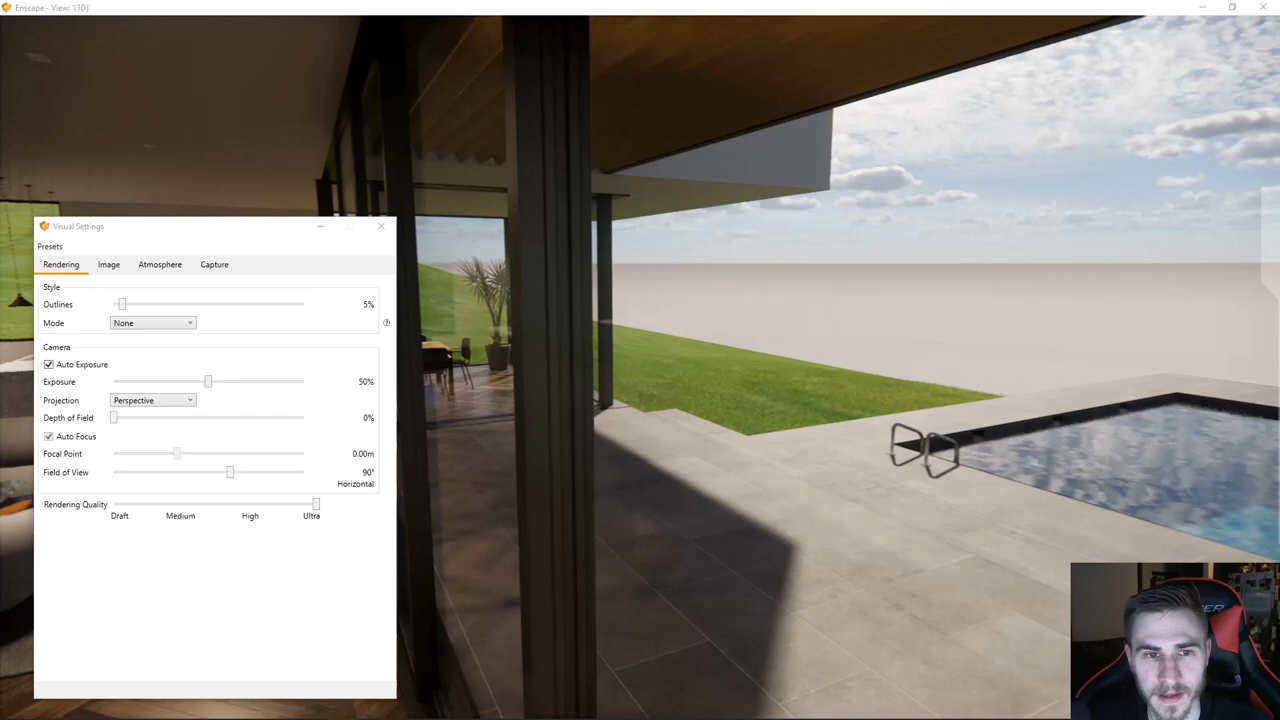 Enscape - View: '{3D}'
Visual Settings
Presets
Rendering Image Atmosphere Capture
Style
Outlines 5%
Mode None
Camera
Auto Exposure
Exposure 50%
Projection Perspective
Depth of Field 0%
Auto Focus
Focal Point 0.00m
Field of View 90°
Horizontal
Rendering Quality
Draft Medium High Ultra